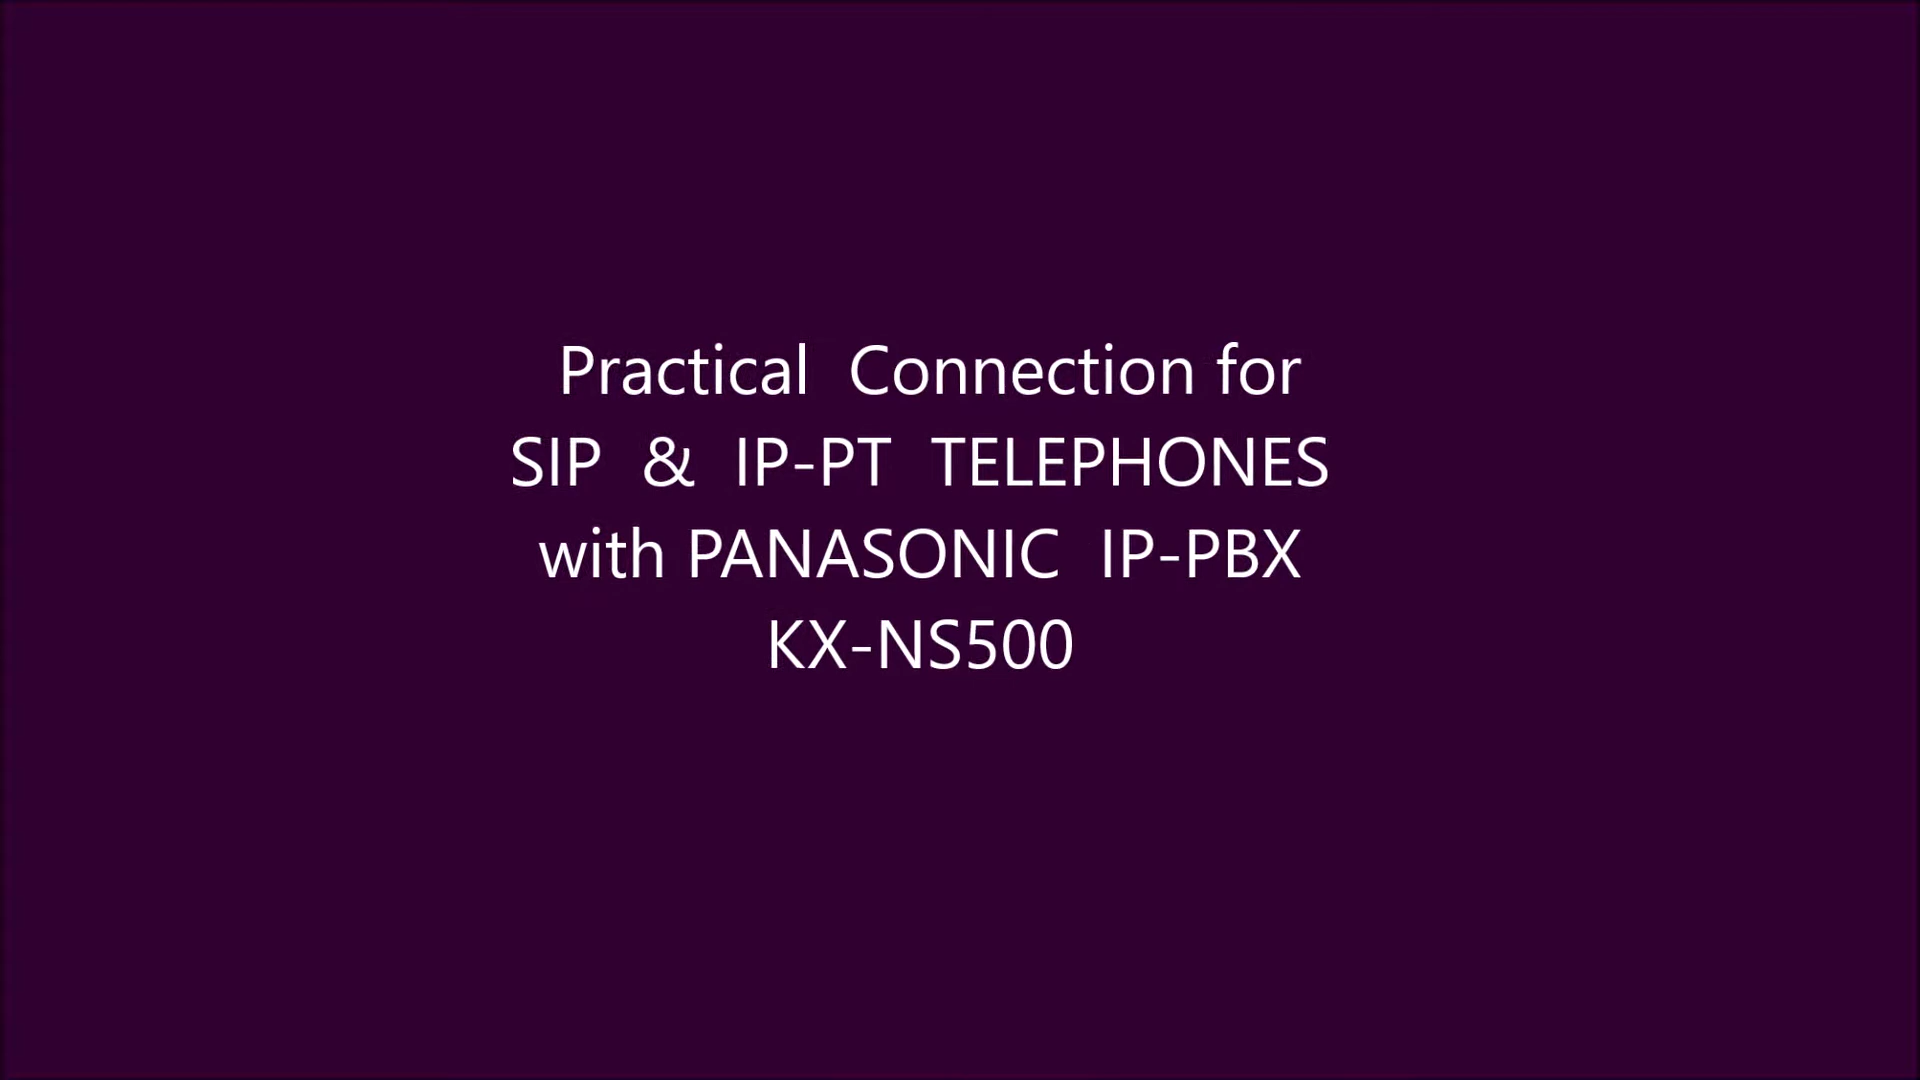 Practical Connection for
SIP & IP-PT TELEPHONES
with PANASONIC IP-PBX
KX-NS500